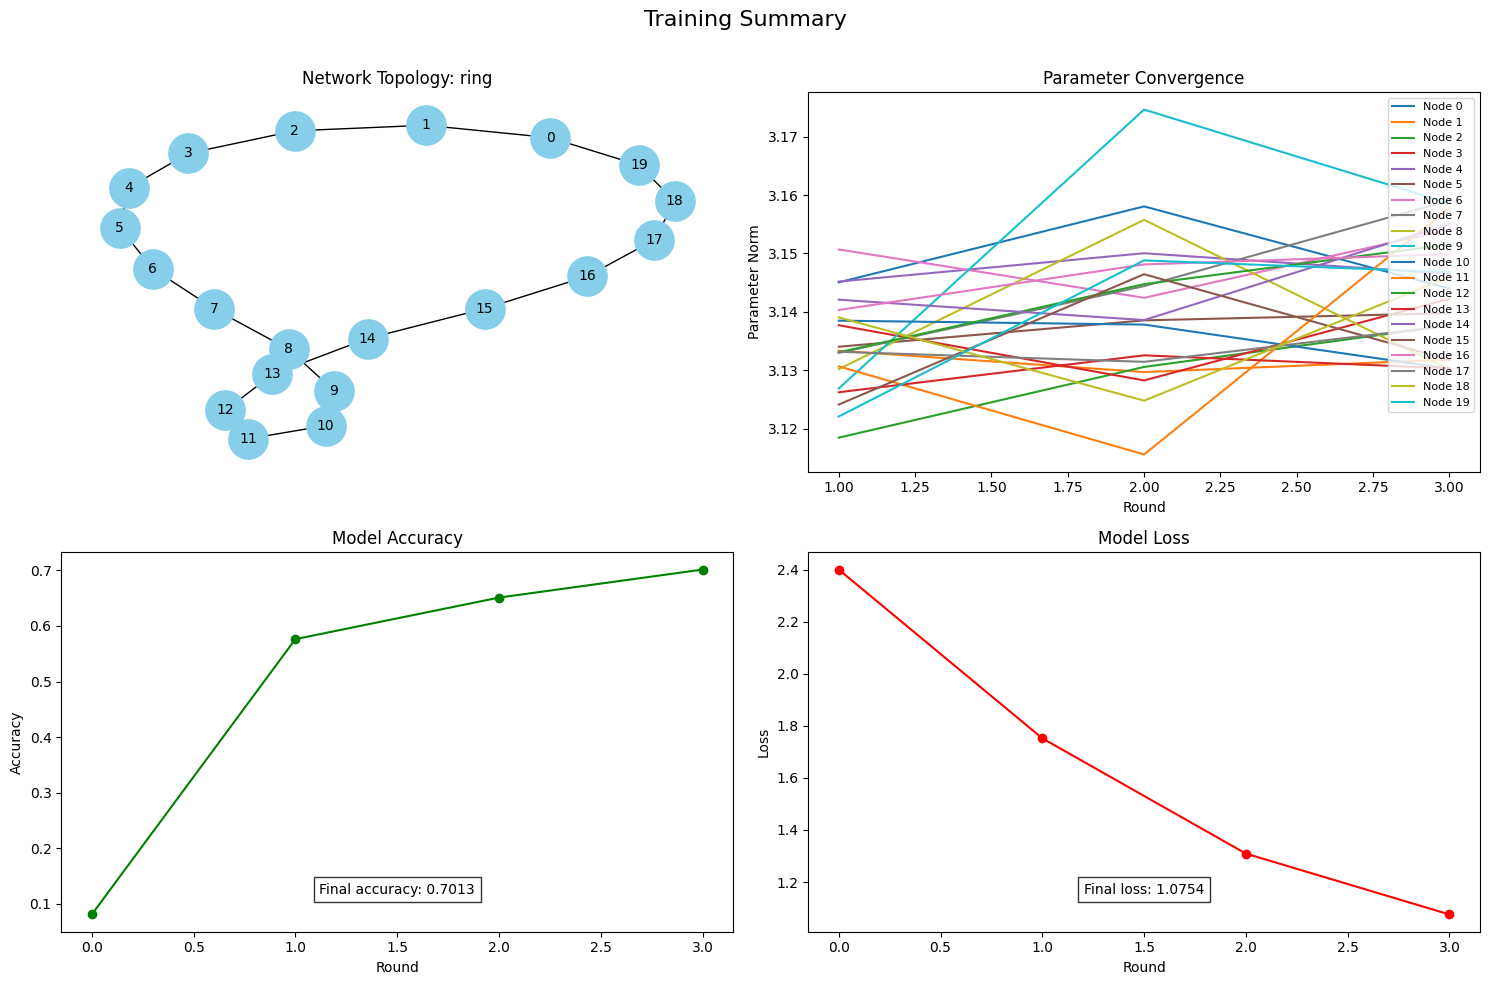 Training Summary
Network Topology: ring
2
1
0
3
19
4
18
5
17
6
16
7
15
14
8
13
9
12
10
11
Parameter Convergence
Parameter Norm
3.17
3.16
3.15
3.14
3.13
3.12
Node 0
Node 1
Node 2
Node 3
Node 4
Node 5
Node 6
Node 7
Node 8
Node 9
Node 10
Node 11
Node 12
Node 13
Node 14
Node 15
Node 16
Node 17
Node 18
Node 19
1.00 1.25 1.50 1.75 2.00 2.25 2.50 2.75 3.00
Round
Model Accuracy
Accuracy
0.7
0.6
0.5
0.4
0.3
0.2
0.1
Final accuracy: 0.7013
0.0 0.5 1.0 1.5 2.0 2.5 3.0
Round
Model Loss
Loss
2.4
2.2
2.0
1.8
1.6
1.4
1.2
Final loss: 1.0754
0.0 0.5 1.0 1.5 2.0 2.5 3.0
Round